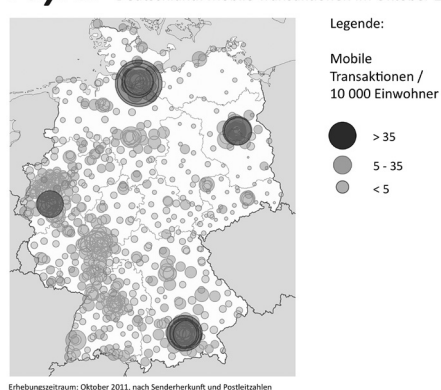 Legende:
Mobile
Transaktionen /
10 000 Einwohner
> 35
5 - 35
< 5
Erhebungszeitraum: Oktober 2011, nach Senderherkunft und Postleitzahlen